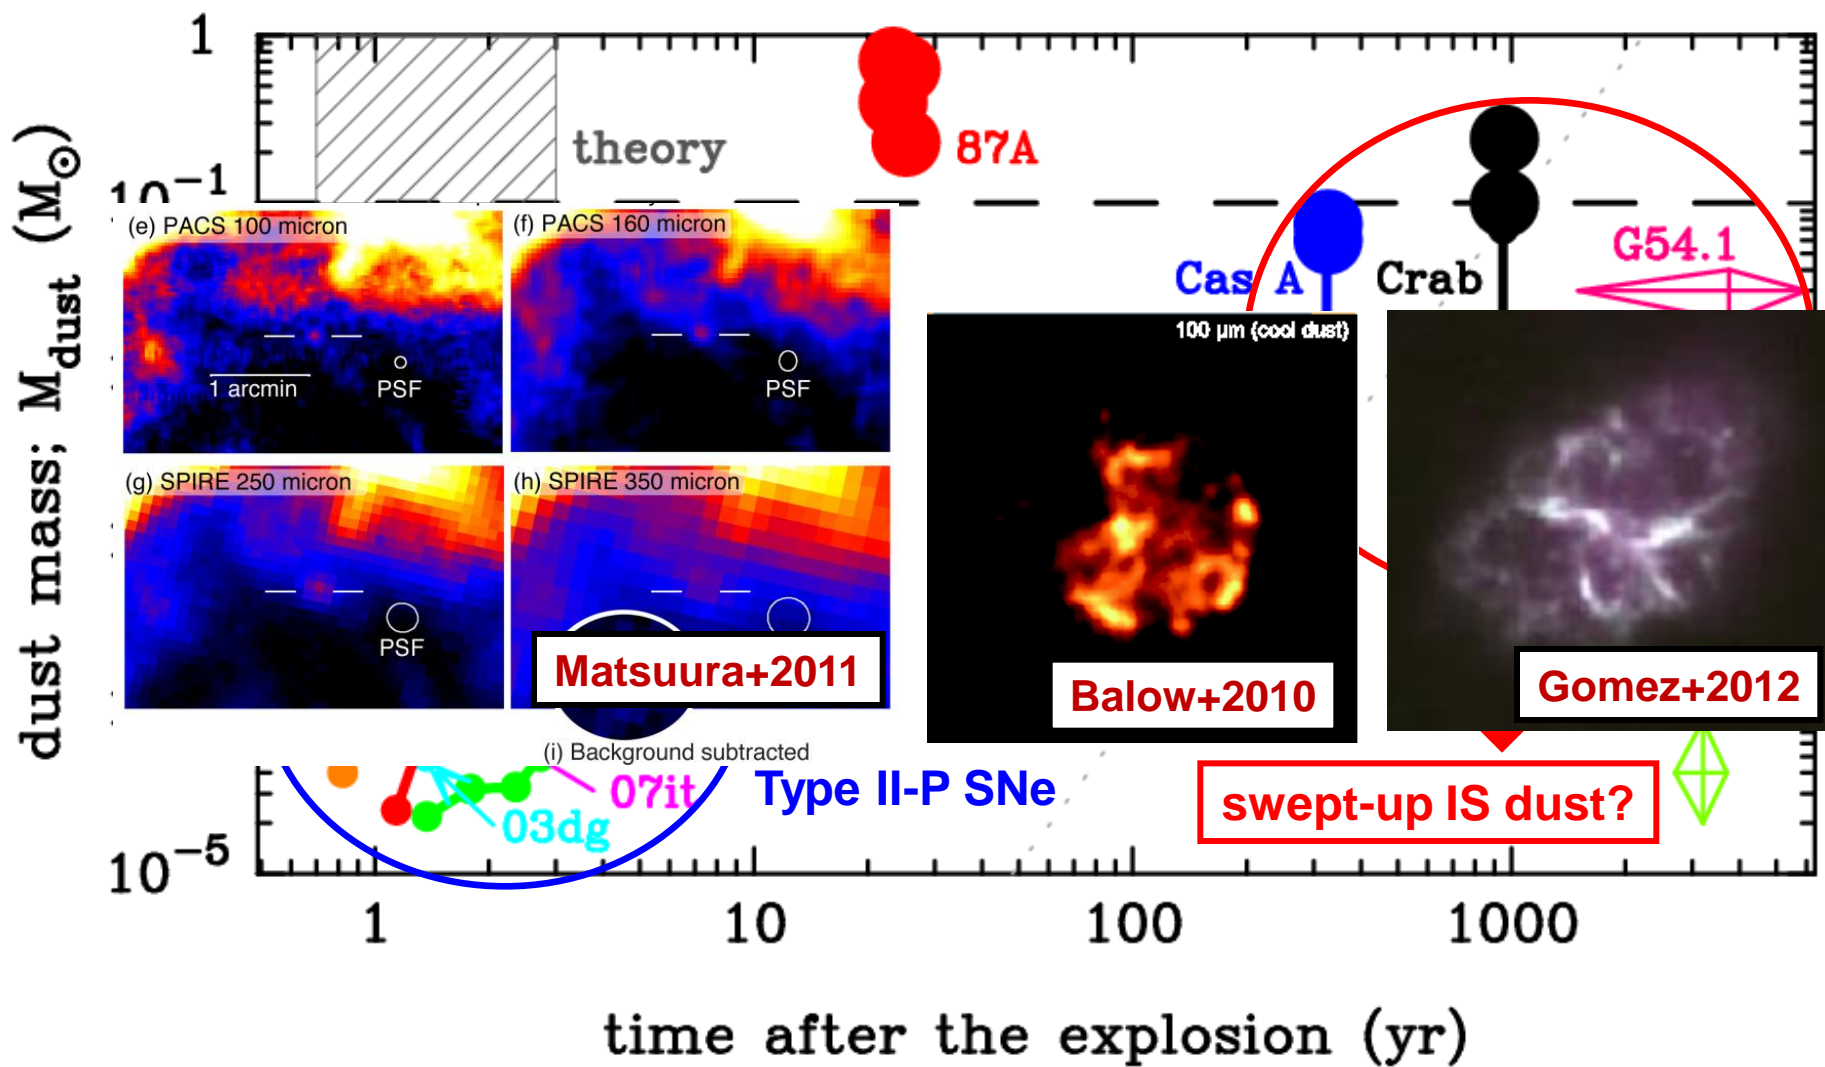 1
theory
87A
10−1
dust mass; Mdust (M⊙)
(e) PACS 100 micron
(f) PACS 160 micron
G54.1
Cas A
Crab
1 arcmin
PSF
PSF
100 µm (cool dust)
(g) SPIRE 250 micron
(h) SPIRE 350 micron
PSF
Matsuura+2011
Balow+2010
Gomez+2012
(i) Background subtracted
07it
Type II-P SNe
swept-up IS dust?
03dg
10−5
1
10
100
1000
time after the explosion (yr)